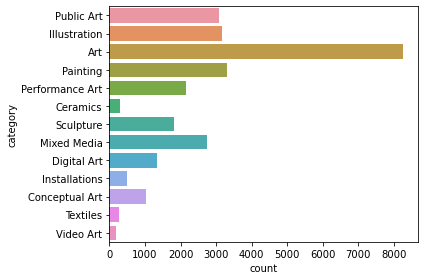 Public Art
Illustration
Art
Painting
Performance Art
Ceramics
Sculpture
Mixed Media
Digital Art
Installations
Conceptual Art
Textiles
Video Art
category
0 1000 2000 3000 4000 5000 6000 7000 8000
count